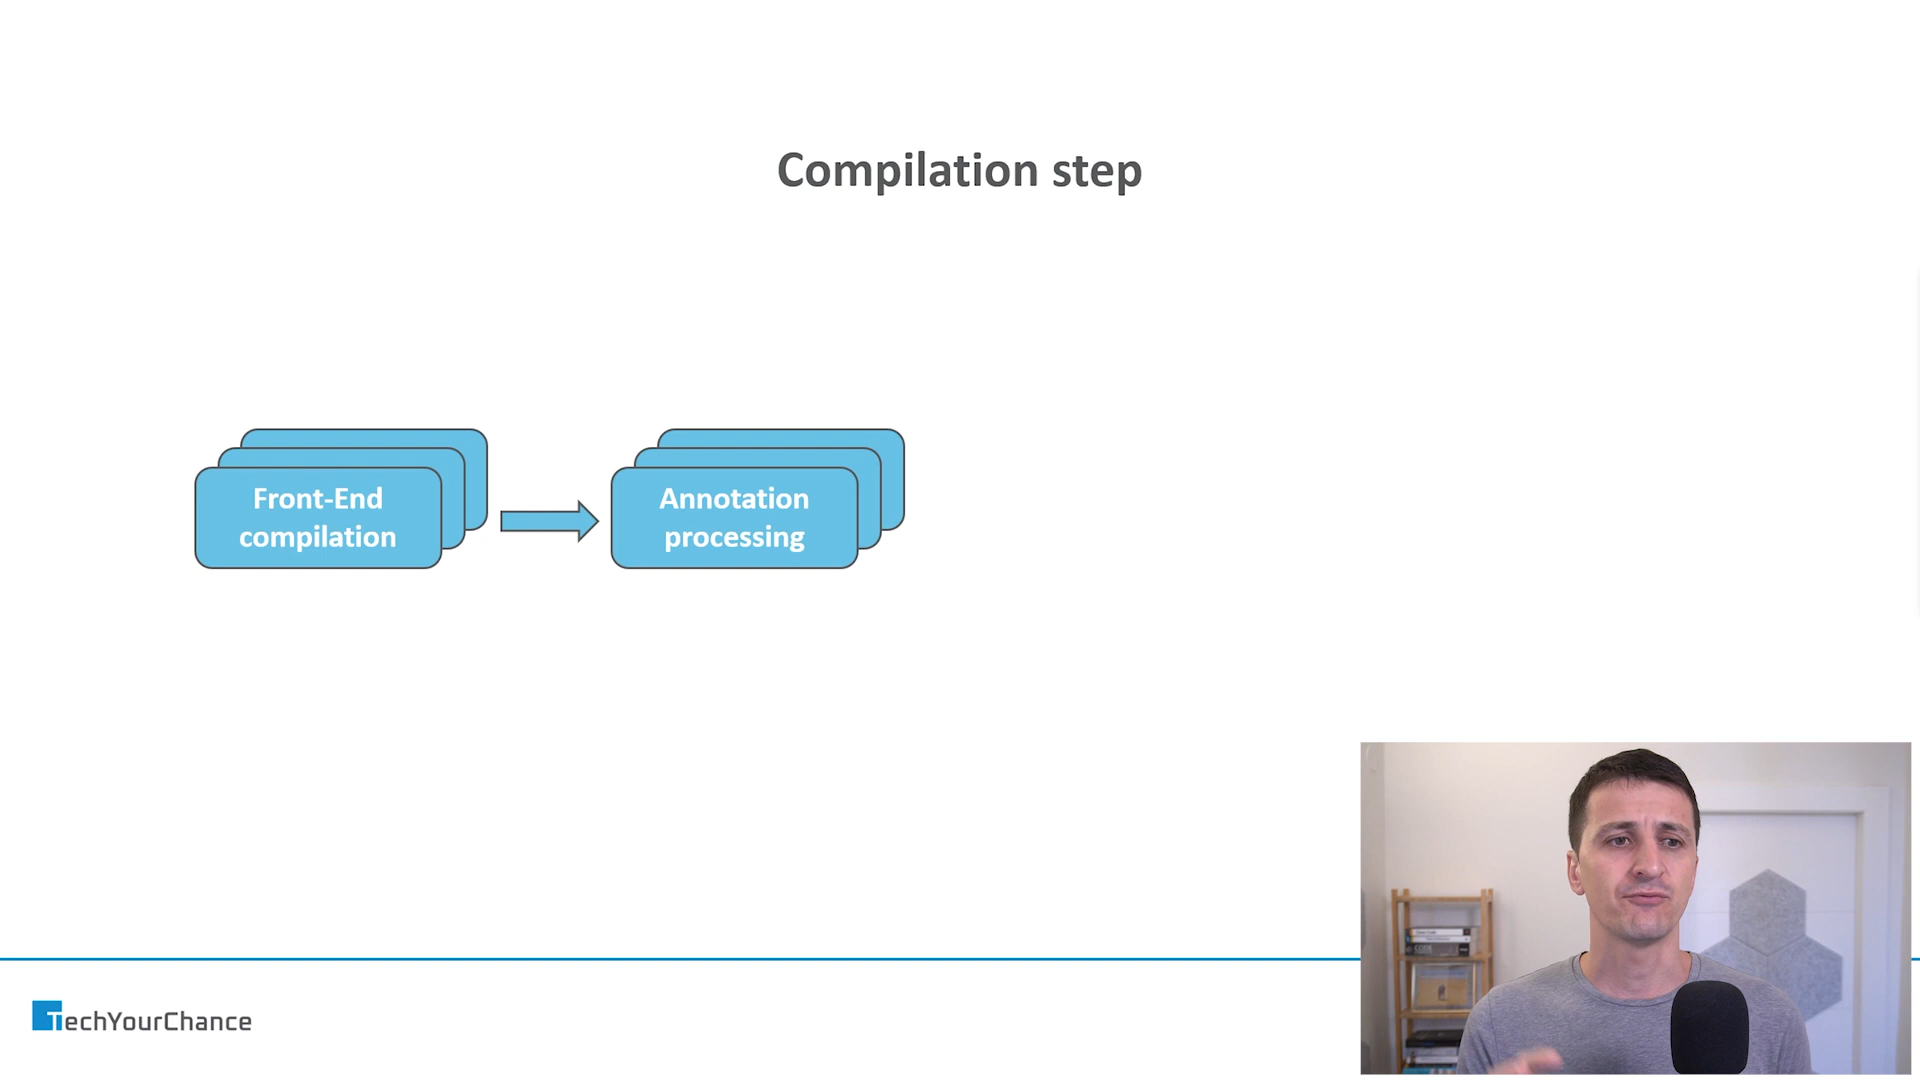 Compilation step
Front-End
compilation
Annotation
processing
TechYourChance